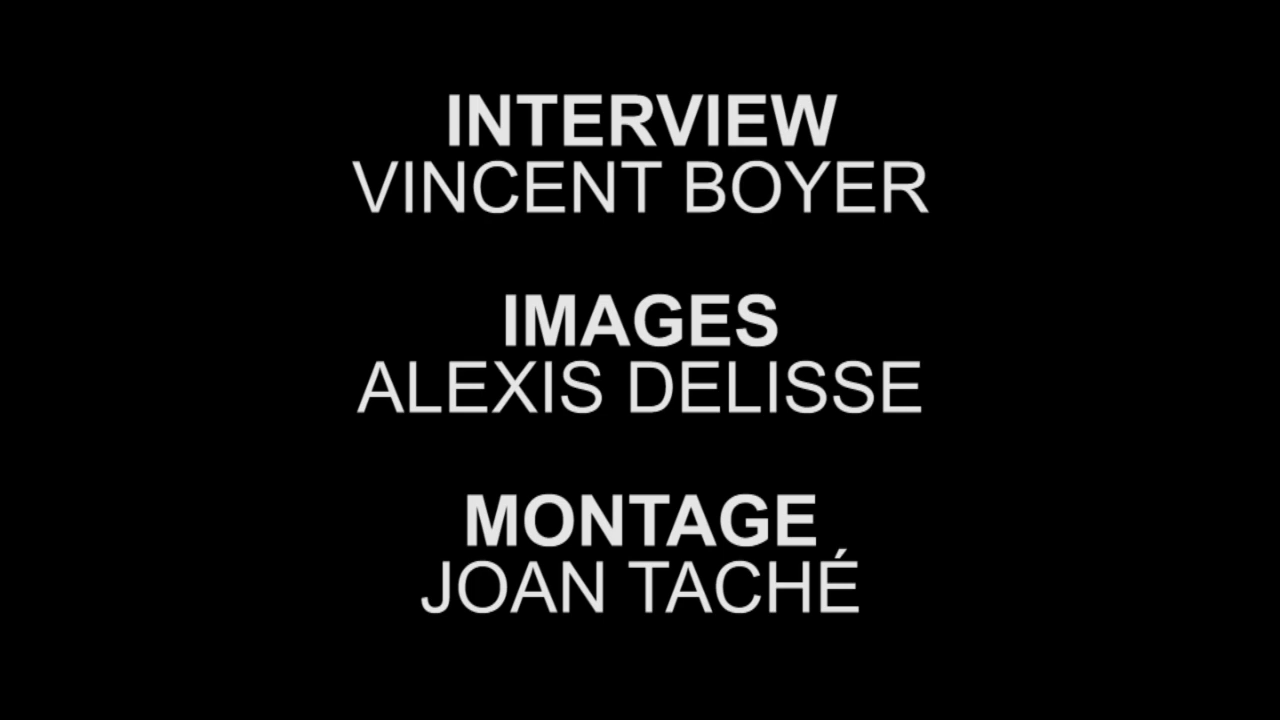 INTERVIEW
VINCENT BOYER
IMAGES
ALEXIS DELISSE
MONTAGE
JOAN TACHÉ